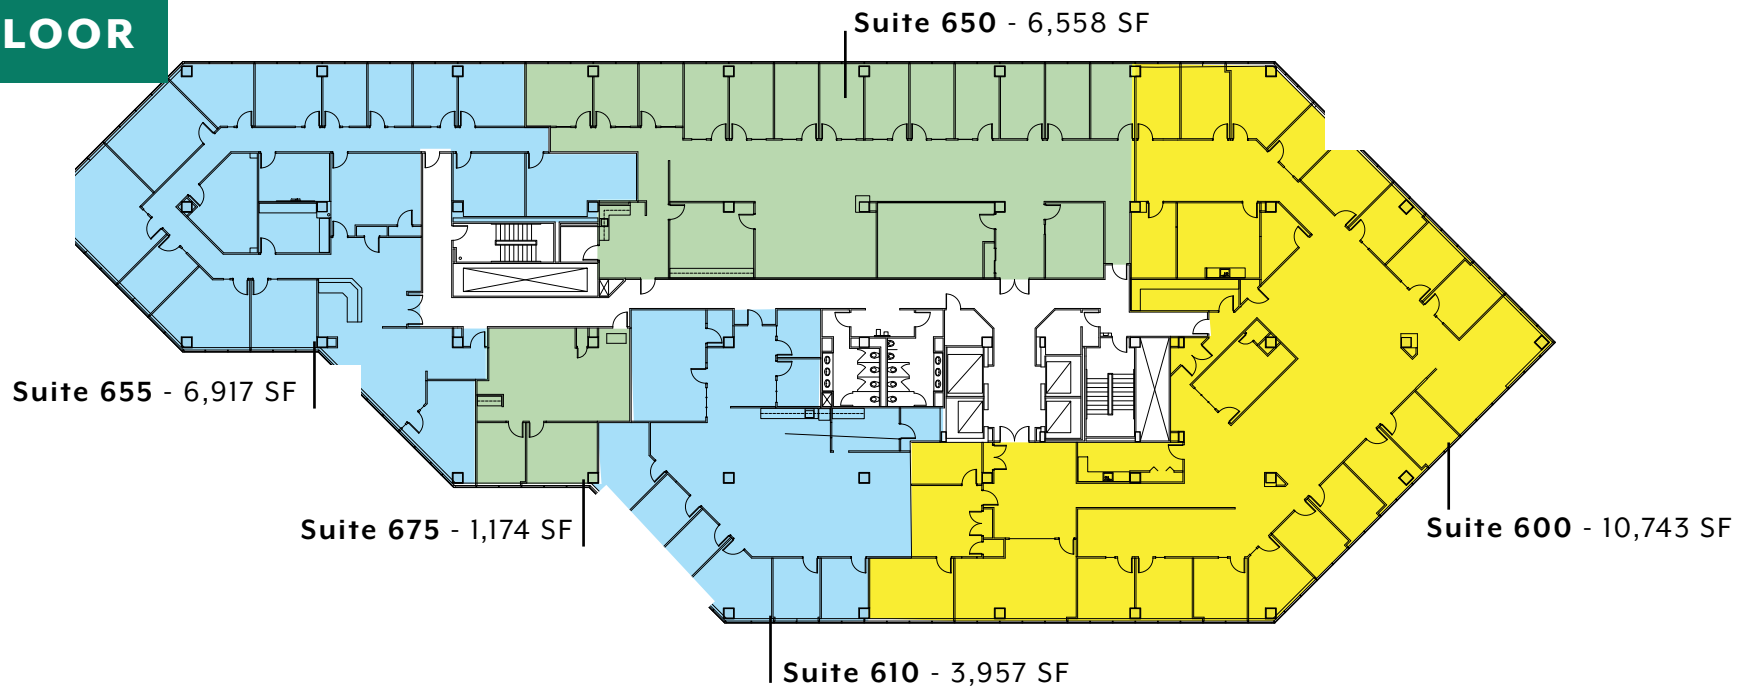 LOOR
Suite 650 - 6,558 SF
Suite 655 - 6,917 SF
Suite 675 - 1,174 SF
Suite 600 - 10,743 SF
Suite 610 - 3,957 SF